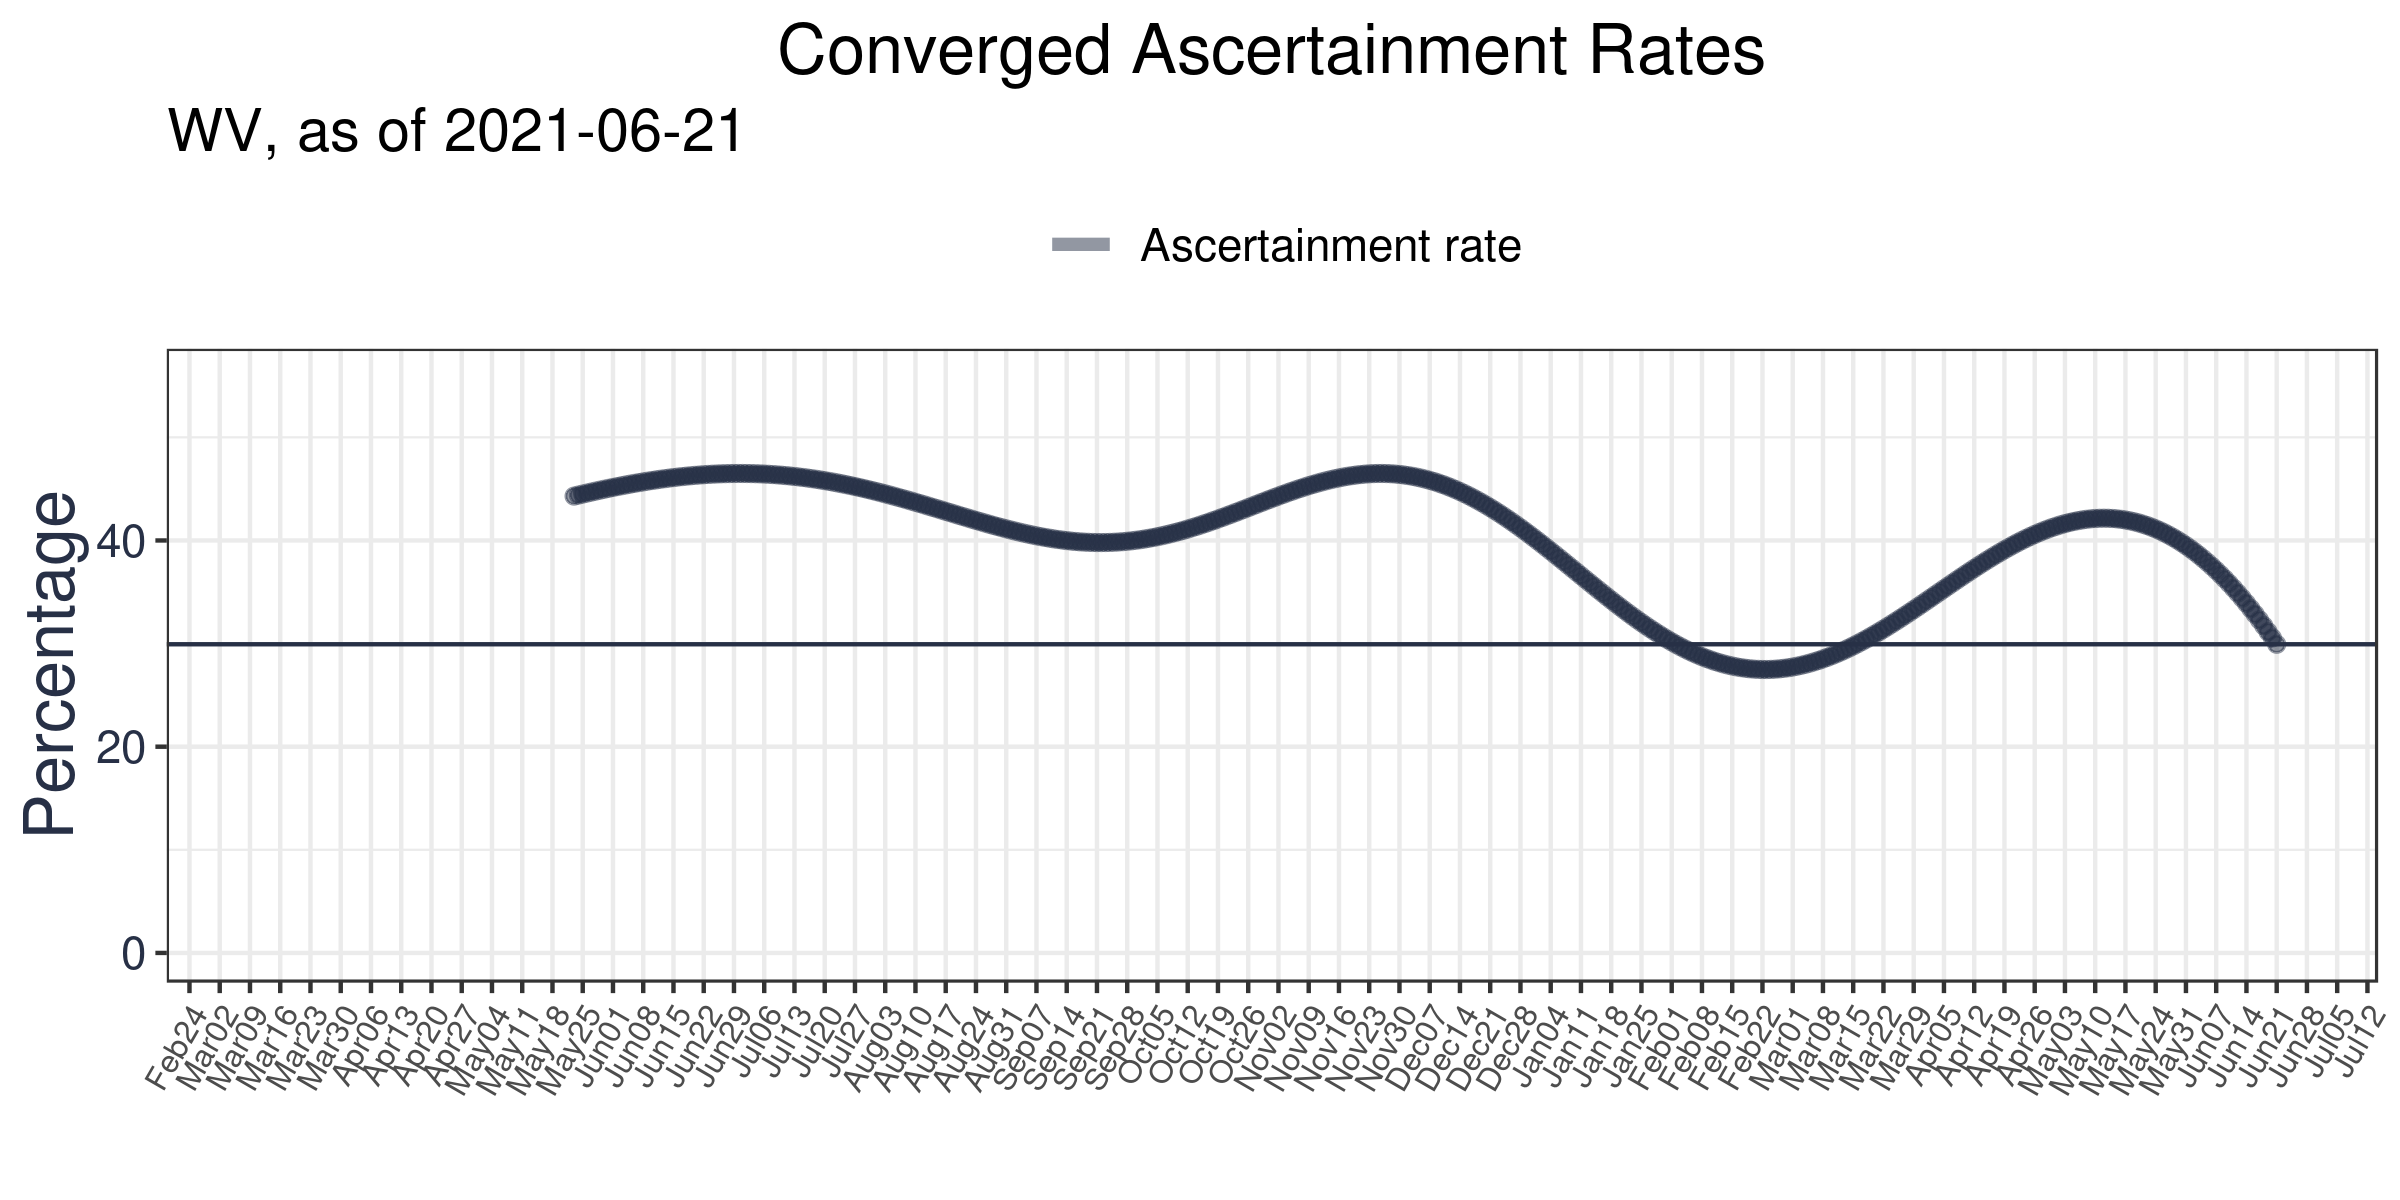 Converged Ascertainment Rates
WV, as of 2021-06-21
Ascertainment rate
Percentage
40
20
0
Feb24
Mar02
Mar09
Mar16
Mar23
Mar30
Apr06
Apr13
Apr20
Apr27
May04
May11
May18
May25
Jun01
Jun08
Jun15
Jun22
Jun29
Jul06
Jul13
Jul20
Jul27
Aug03
Aug10
Aug17
Aug24
Aug31
Sep07
Sep14
Sep21
Sep28
Oct05
Oct12
Oct19
Oct26
Nov02
Nov09
Nov16
Nov23
Nov30
Dec07
Dec14
Dec21
Dec28
Jan04
Jan11
Jan18
Jan25
Feb01
Feb08
Feb15
Feb22
Mar01
Mar08
Mar15
Mar22
Mar29
Apr05
Apr12
Apr19
Apr26
May03
May10
May17
May24
May31
Jun07
Jun14
Jun21
Jun28
Jul05
Jul12